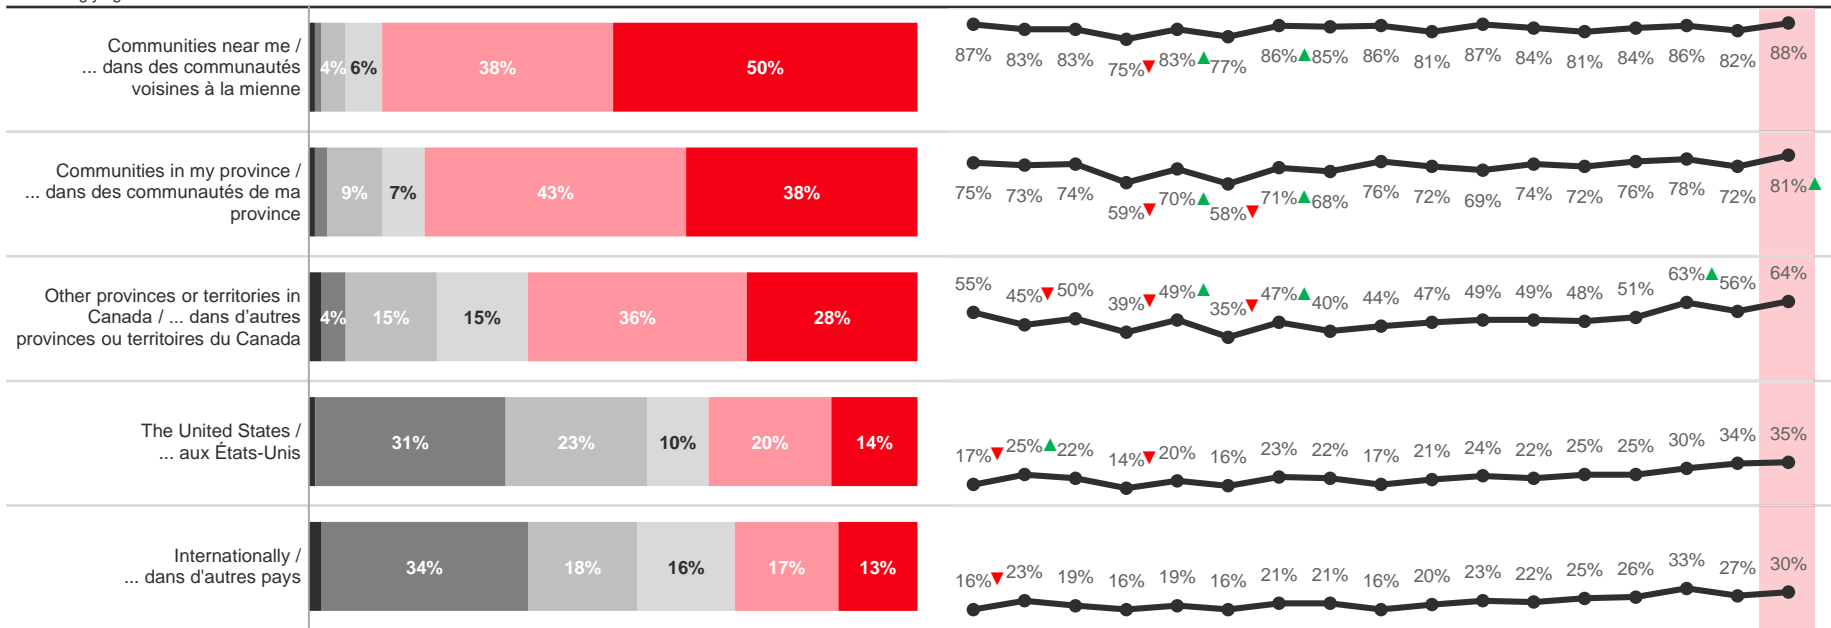 Communities near me /
... dans des communautés
voisines à la mienne
4% 6% 38% 50%
87% 83% 83% 75% 83% 77% 86% 85% 86% 81% 87% 84% 81% 84% 86% 82% 88%
Communities in my province /
... dans des communautés de ma
province
9% 7% 43% 38%
75% 73% 74% 59% 70% 58% 71% 68% 76% 72% 69% 74% 72% 76% 78% 72% 81%
Other provinces or territories in
Canada / ... dans d’autres
provinces ou territoires du Canada
4% 15% 15% 36% 28%
55% 45% 50% 39% 49% 35% 47% 40% 44% 47% 49% 49% 48% 51% 63% 56% 64%
The United States /
... aux États-Unis
31% 23% 10% 20% 14%
17% 25% 22% 14% 20% 16% 23% 22% 17% 21% 24% 22% 25% 25% 30% 34% 35%
Internationally /
... dans d'autres pays
34% 18% 16% 17% 13%
16% 23% 19% 16% 19% 16% 21% 21% 16% 20% 23% 22% 25% 26% 33% 27% 30%